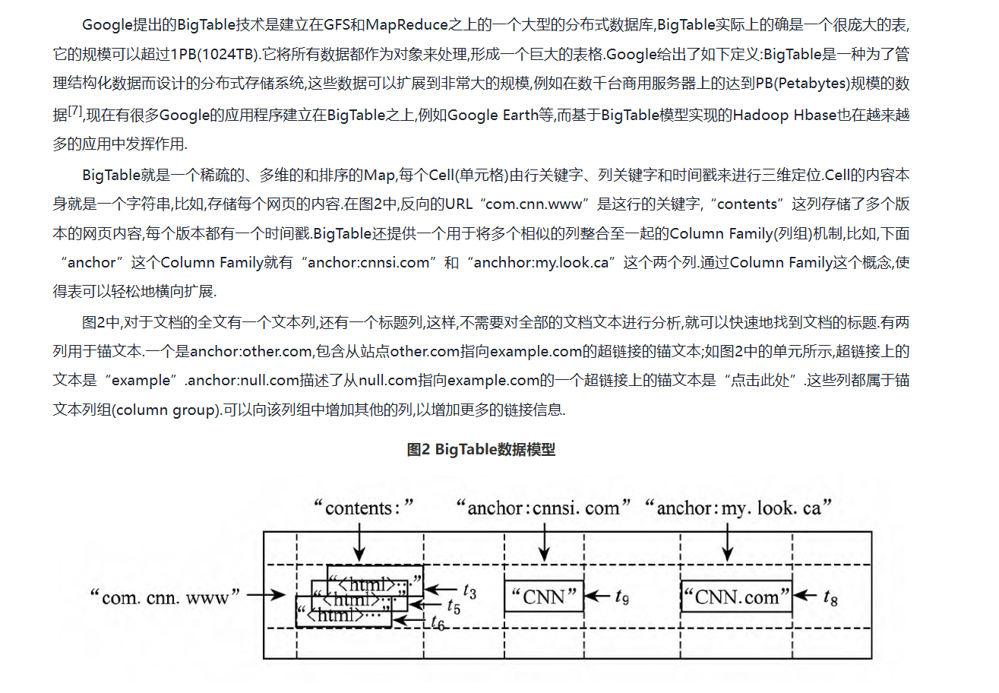 Google提出的BigTable技术是建立在GFS和MapReduce之上的一个大型的分布式数据库,BigTable实际上的确是一个很庞大的表,
它的规模可以超过1PB(1024TB).它将所有数据都作为对象来处理,形成一个巨大的表格.Google给出了如下定义:BigTable是一种为了管
理结构化数据而设计的分布式存储系统,这些数据可以扩展到非常大的规模,例如在数千台商用服务器上的达到PB(Petabytes)规模的数
据[7],现在有很多Google的应用程序建立在BigTable之上,例如Google Earth等,而基于BigTable模型实现的Hadoop Hbase也在越来越
多的应用中发挥作用.
BigTable就是一个稀疏的、多维的和排序的Map,每个Cell(单元格)由行关键字、列关键字和时间戳来进行三维定位.Cell的内容本
身就是一个字符串,比如,存储每个网页的内容.在图2中,反向的URL“com.cnn.www”是这行的关键字,“contents”这列存储了多个版
本的网页内容,每个版本都有一个时间戳.BigTable还提供一个用于将多个相似的列整合至一起的Column Family(列组)机制,比如,下面
“anchor”这个Column Family就有“anchor:cnnsi.com”和“anchhor:my.look.ca”这个两个列.通过Column Family这个概念,使
得表可以轻松地横向扩展.
图2中,对于文档的全文有一个文本列,还有一个标题列,这样,不需要对全部的文档文本进行分析,就可以快速地找到文档的标题.有两
列用于锚文本.一个是anchor:other.com,包含从站点other.com指向example.com的超链接的锚文本;如图2中的单元所示,超链接上的
文本是“example”.anchor:null.com描述了从null.com指向example.com的一个超链接上的锚文本是“点击此处”.这些列都属于锚
文本列组(column group).可以向该列组中增加其他的列,以增加更多的链接信息.
图2 BigTable数据模型
“contents:” “anchor:cnnsi.com” “anchor:my.look.ca”
“<html>…” t3
“com.cnn.www” “<html>…” t5 “CNN” t9 “CNN.com” t8
“<html>…” t6